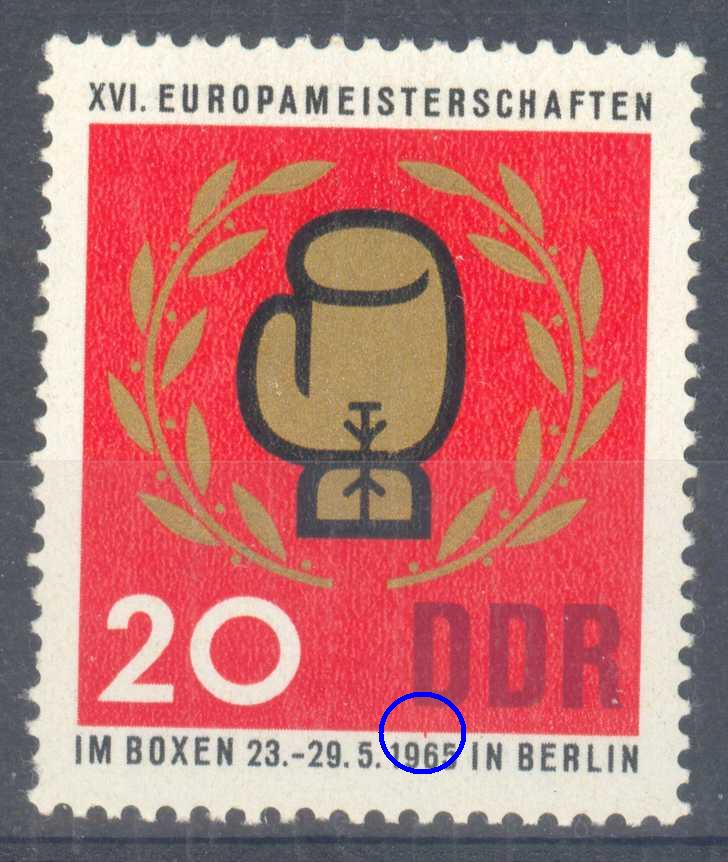 XVI. EUROPAMEISTERSCHAFTEN
20 DDR
IM BOXEN 23.-29.5.1965 IN BERLIN